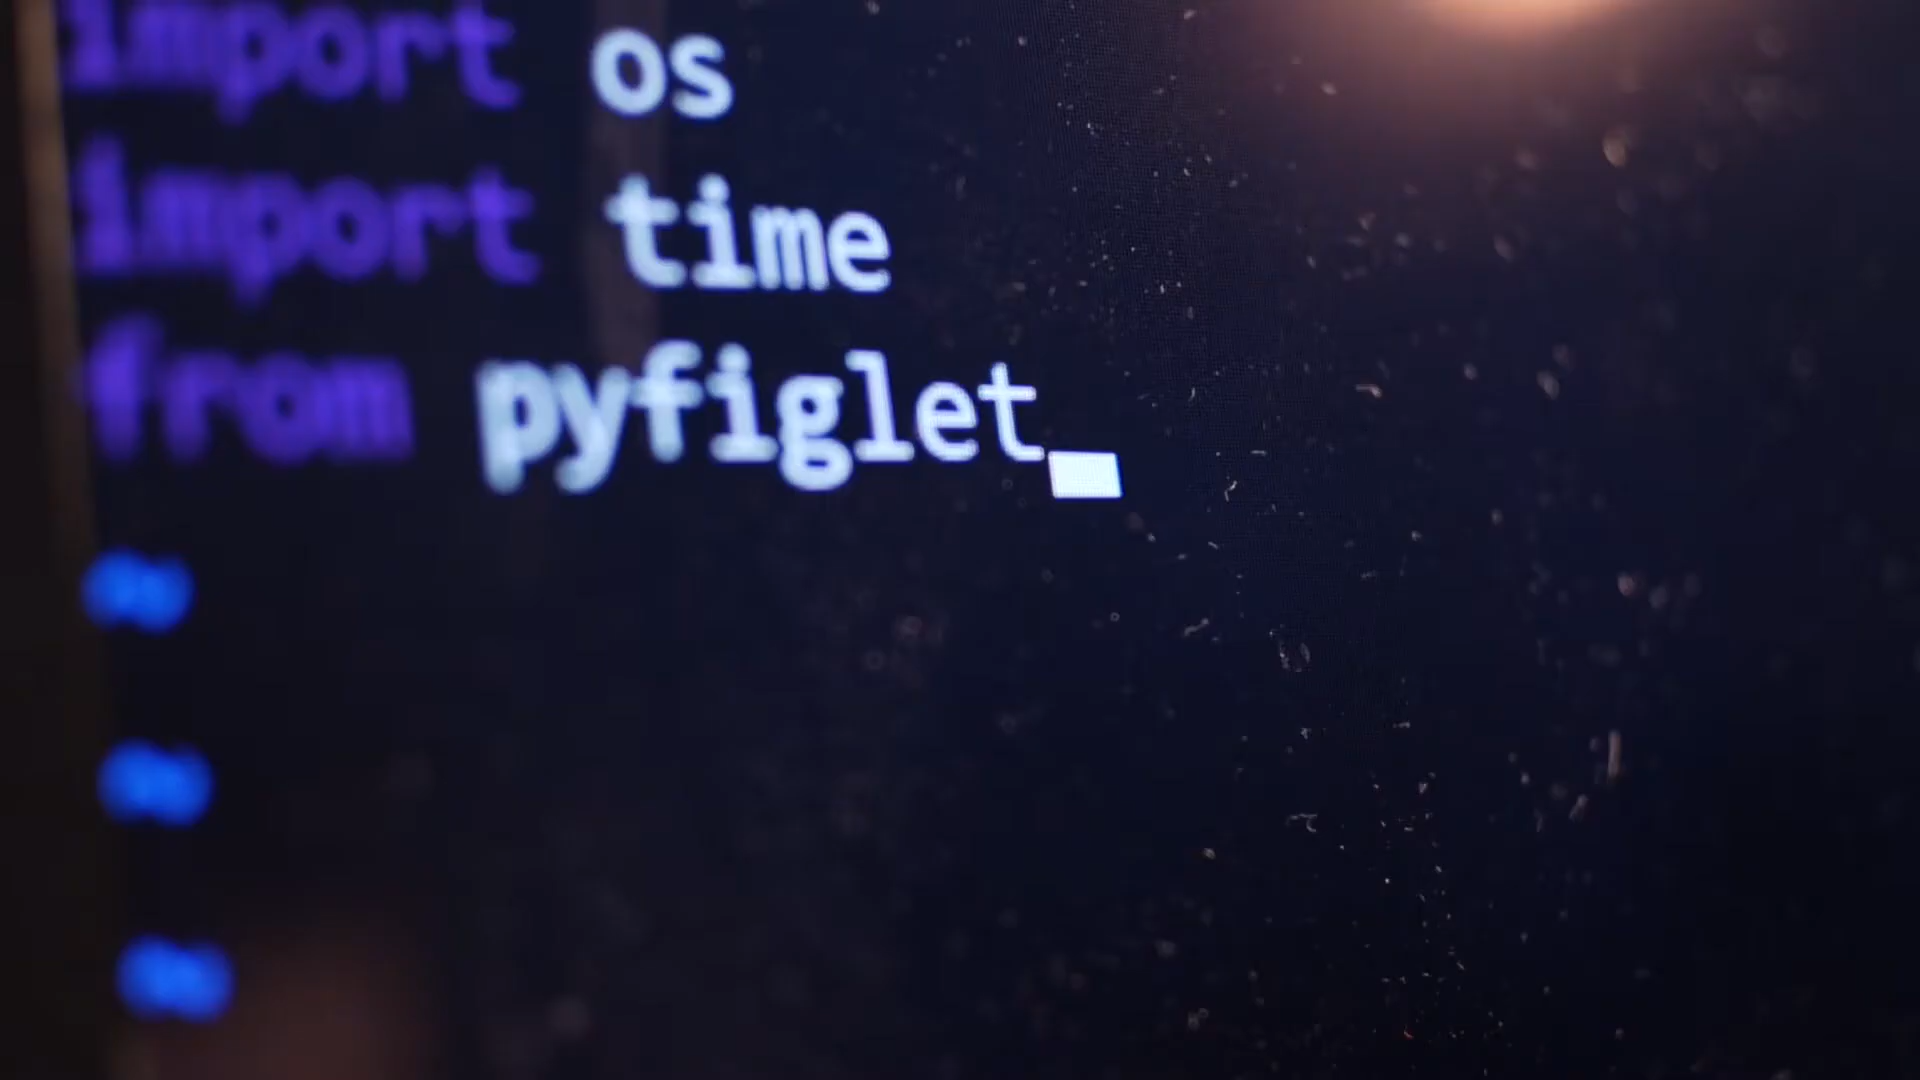 import os
import time
from pyfiglet
~
~
~